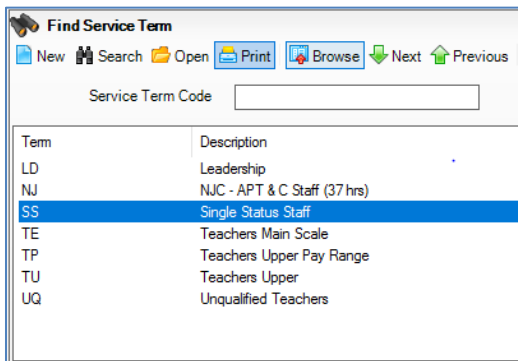 Find Service Term
New Search Open Print Browse Next Previous
Service Term Code
Term Description
LD Leadership
NJ NJC - APT & C Staff (37 hrs)
SS Single Status Staff
TE Teachers Main Scale
TP Teachers Upper Pay Range
TU Teachers Upper
UQ Unqualified Teachers